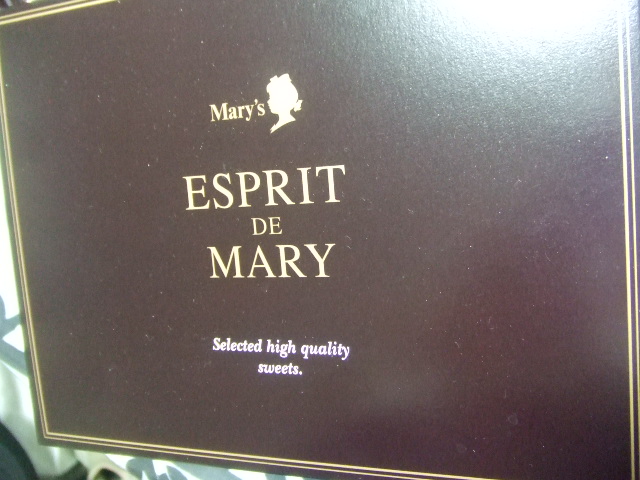 Mary's
ESPRIT
DE
MARY
Selected high quality
sweets.